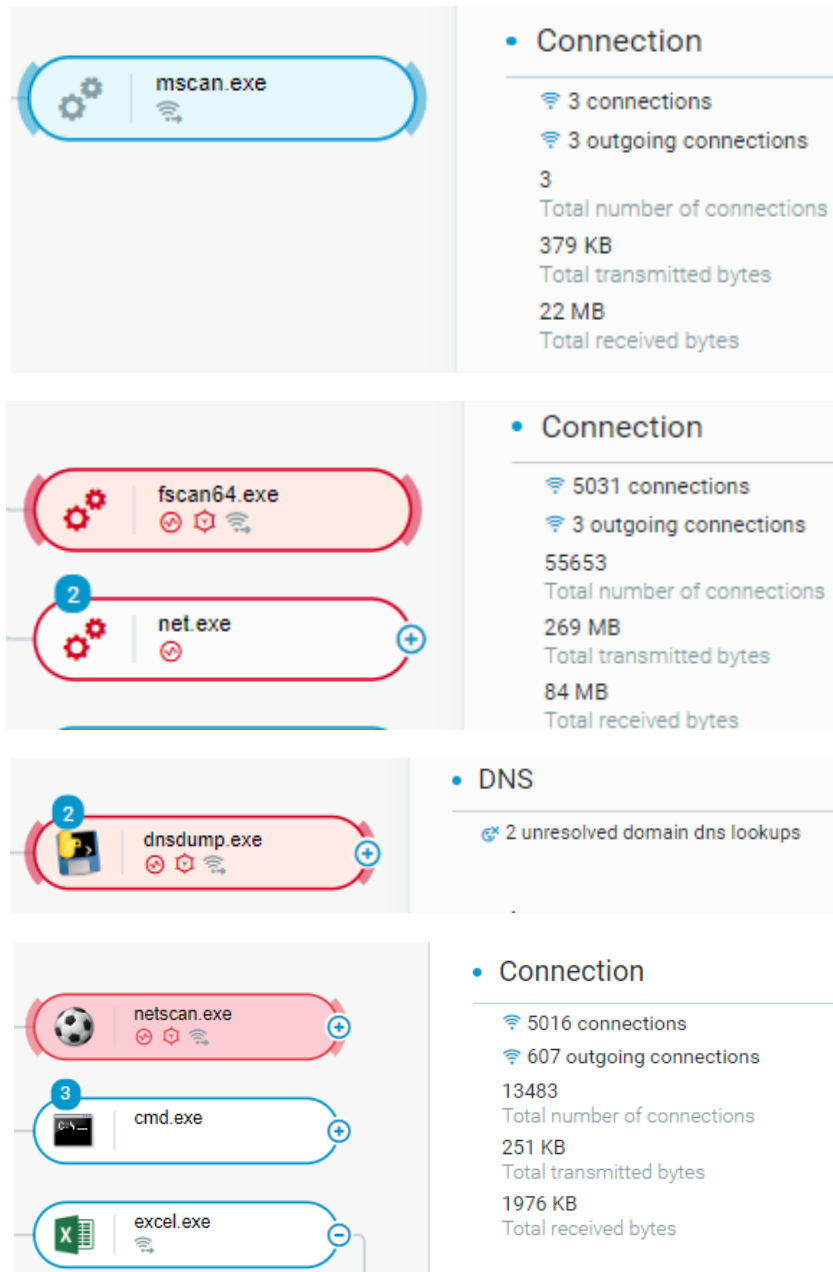 mscan.exe
• Connection
3 connections
3 outgoing connections
3
Total number of connections
379 KB
Total transmitted bytes
22 MB
Total received bytes
fscan64.exe
2
net.exe
• Connection
5031 connections
3 outgoing connections
55653
Total number of connections
269 MB
Total transmitted bytes
84 MB
Total received bytes
2
dnsdump.exe
• DNS
2 unresolved domain dns lookups
netscan.exe
3
cmd.exe
excel.exe
• Connection
5016 connections
607 outgoing connections
13483
Total number of connections
251 KB
Total transmitted bytes
1976 KB
Total received bytes